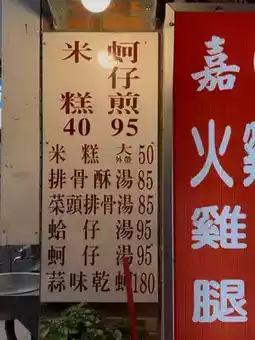 蚵仔煎 95
米糕 40
米糕 大 外帶 50
排骨酥湯 85
菜頭排骨湯 85
蛤仔湯 95
蚵仔湯 95
蒜味乾蚵 180
嘉
火雞
雞腿